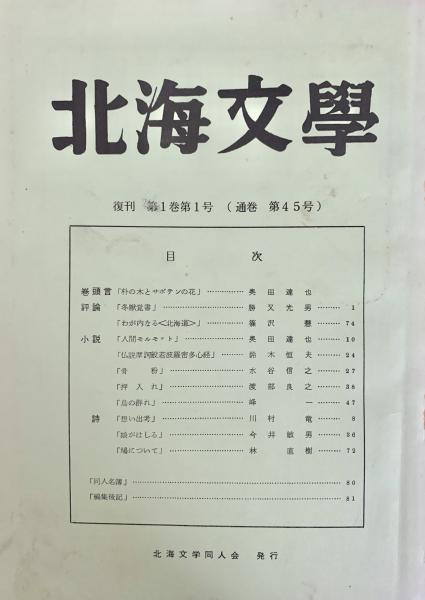 北海文學
復刊 第1巻第1号 (通巻 第45号)
目 次
巻頭言 「朴の木とサボテンの花」 奥田達也
評論 「冬獣覚書」 勝又光男 1
「わが内なる<北海道>」 篠沢慧 74
小説 「人間モルモット」 奥田達也 10
「仏説摩訶般若波羅密多心経」 鈴木恒夫 24
「骨粉」 水谷信之 27
「押入れ」 渡部良之 38
「鳥の群れ」 峰一 47
詩 「想い出考」 川村竜 8
がはしる」 今井敏男 36
について」 林直樹 72
「同人名簿」 80
「編集後記」 81
北海文学同人会 発行